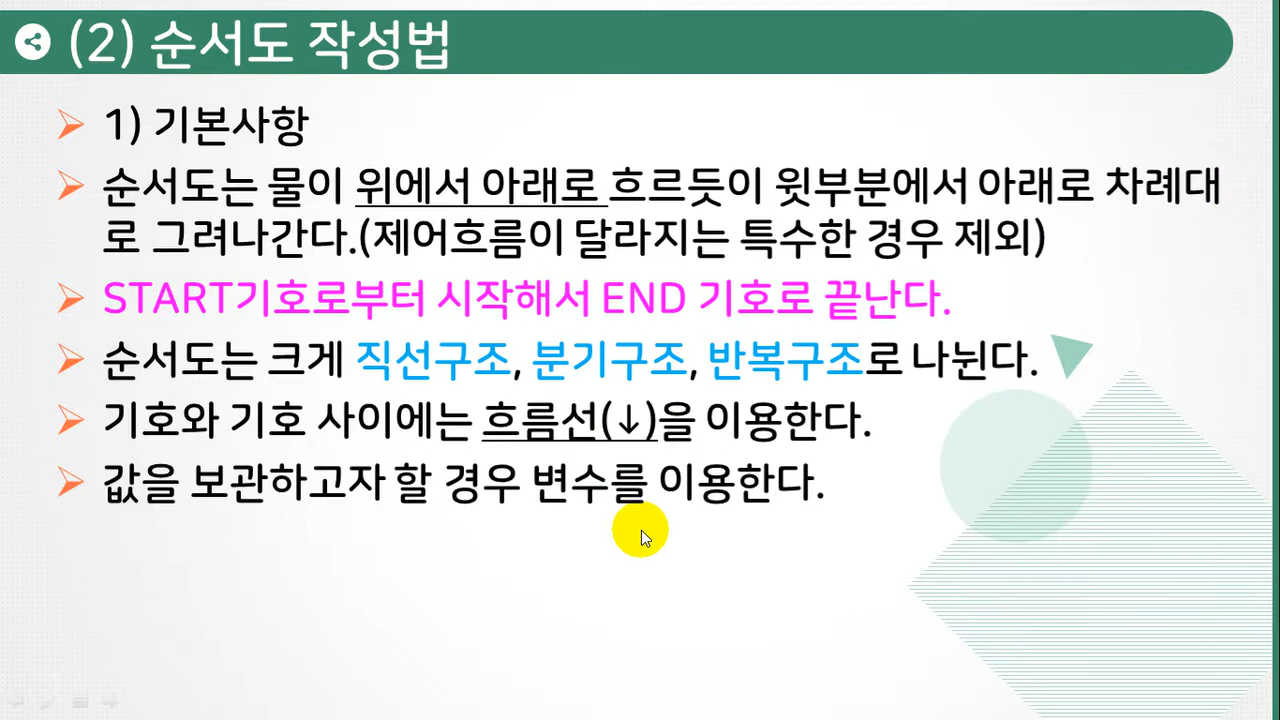 (2) 순서도 작성법
1) 기본사항
순서도는 물이 위에서 아래로 흐르듯이 윗부분에서 아래로 차례대
로 그려나간다.(제어흐름이 달라지는 특수한 경우 제외)
START기호로부터 시작해서 END 기호로 끝난다.
순서도는 크게 직선구조, 분기구조, 반복구조로 나뉜다.
기호와 기호 사이에는 흐름선(↓)을 이용한다.
값을 보관하고자 할 경우 변수를 이용한다.